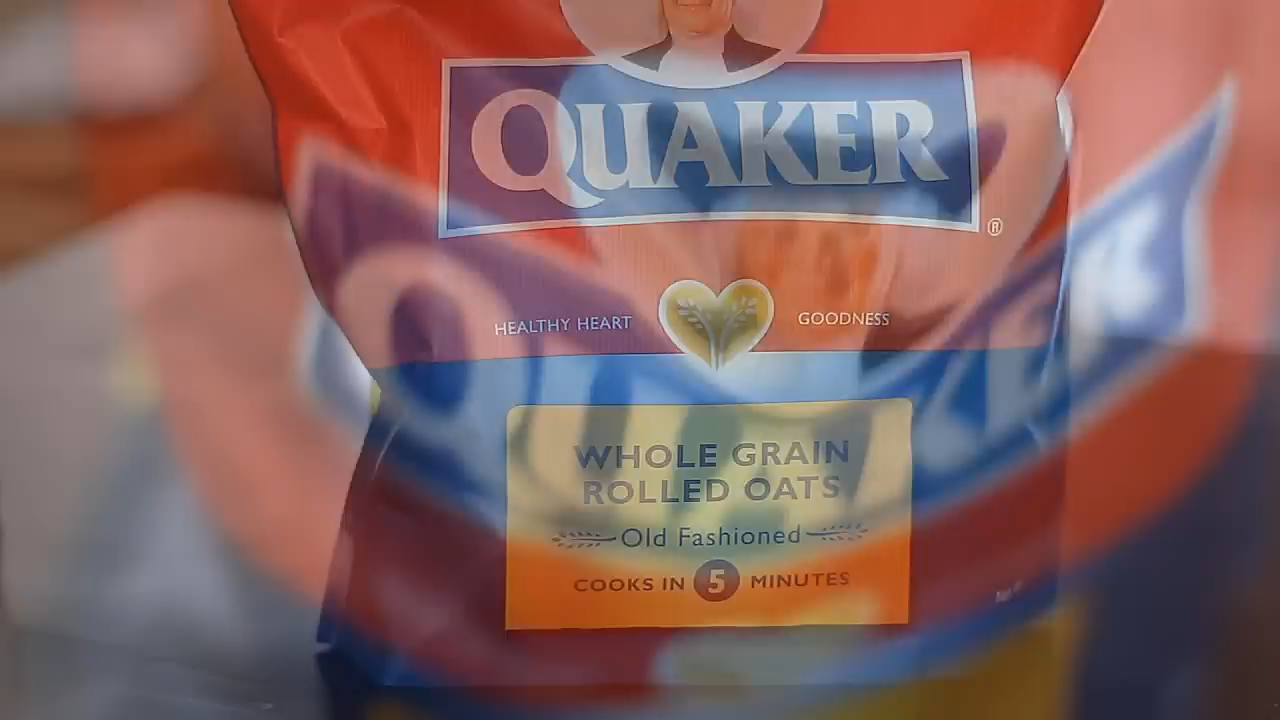 QUAKER
®
HEALTHY HEART GOODNESS
WHOLE GRAIN
ROLLED OATS
Old Fashioned
COOKS IN 5 MINUTES